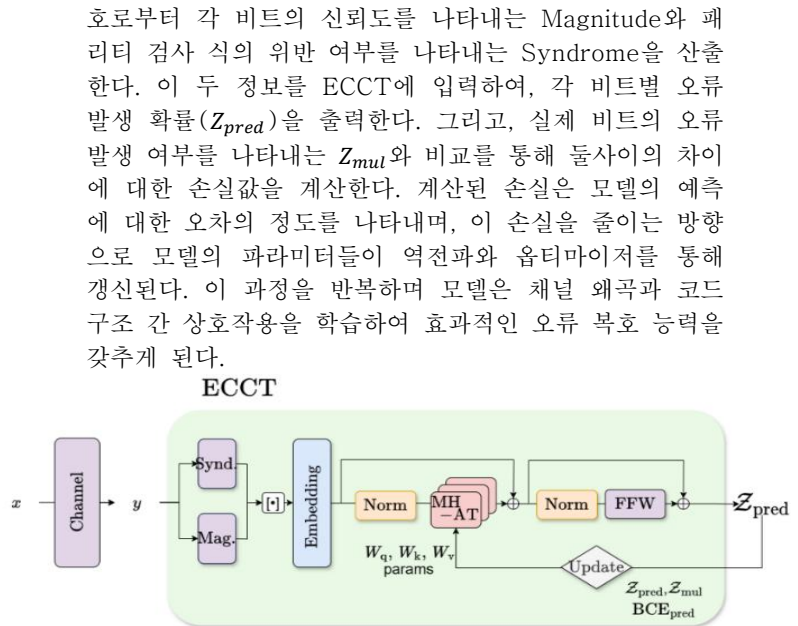 호로부터 각 비트의 신뢰도를 나타내는 Magnitude와 패
리티 검사 식의 위반 여부를 나타내는 Syndrome을 산출
한다. 이 두 정보를 ECCT에 입력하여, 각 비트별 오류
발생 확률(Z_pred)을 출력한다. 그리고, 실제 비트의 오류
발생 여부를 나타내는 Z_mul와 비교를 통해 둘사이의 차이
에 대한 손실값을 계산한다. 계산된 손실은 모델의 예측
에 대한 오차의 정도를 나타내며, 이 손실을 줄이는 방향
으로 모델의 파라미터들이 역전파와 옵티마이저를 통해
갱신된다. 이 과정을 반복하며 모델은 채널 왜곡과 코드
구조 간 상호작용을 학습하여 효과적인 오류 복호 능력을
갖추게 된다.
ECCT
x
Channel
y
Synd.
Mag.
[•]
Embedding
Norm
MH
-AT
Norm
FFW
Z_pred
W_q, W_k, W_v
params
Update
Z_pred, Z_mul
BCE_pred